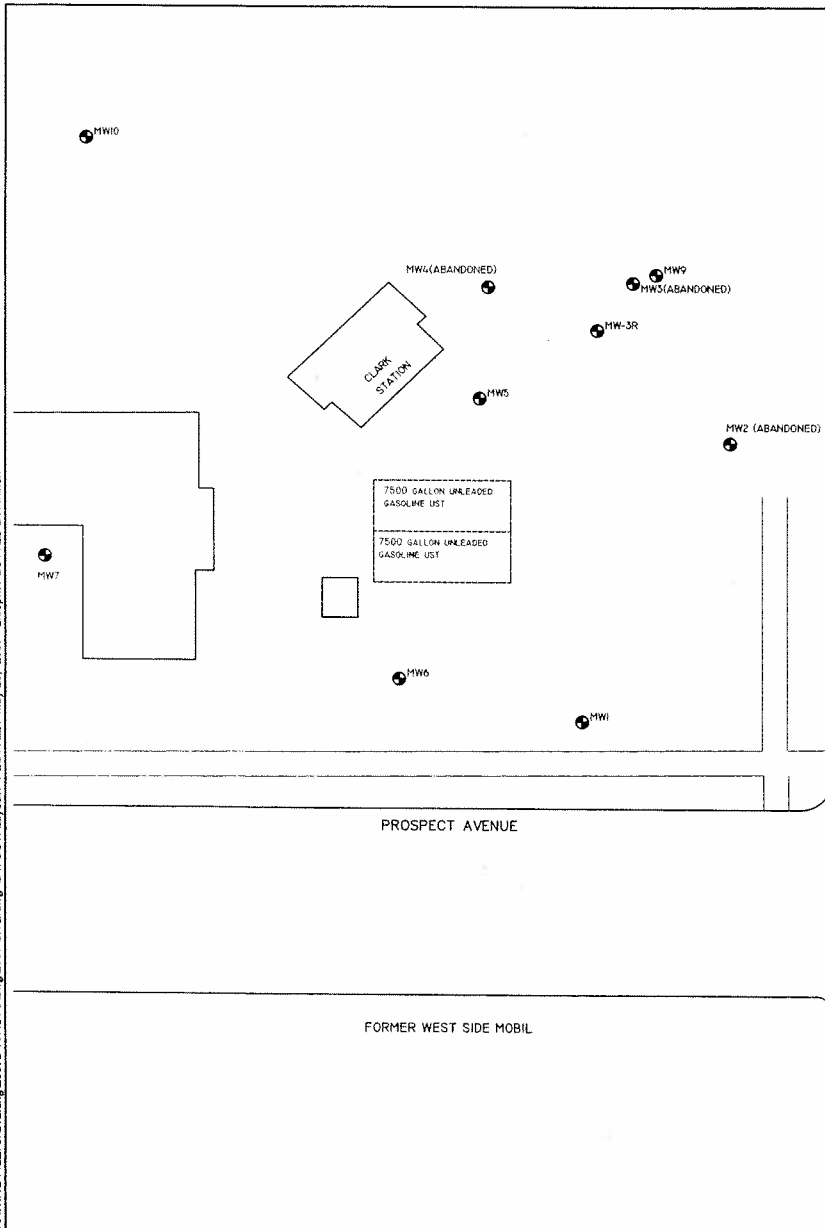 MW10
MW4(ABANDONED)
MW9
MW3(ABANDONED)
MW-3R
CLARK
STATION
MW5
MW2 (ABANDONED)
7500 GALLON UNLEADED
GASOLINE UST
7500 GALLON UNLEADED
GASOLINE UST
MW7
MW6
MW1
PROSPECT AVENUE
FORMER WEST SIDE MOBIL